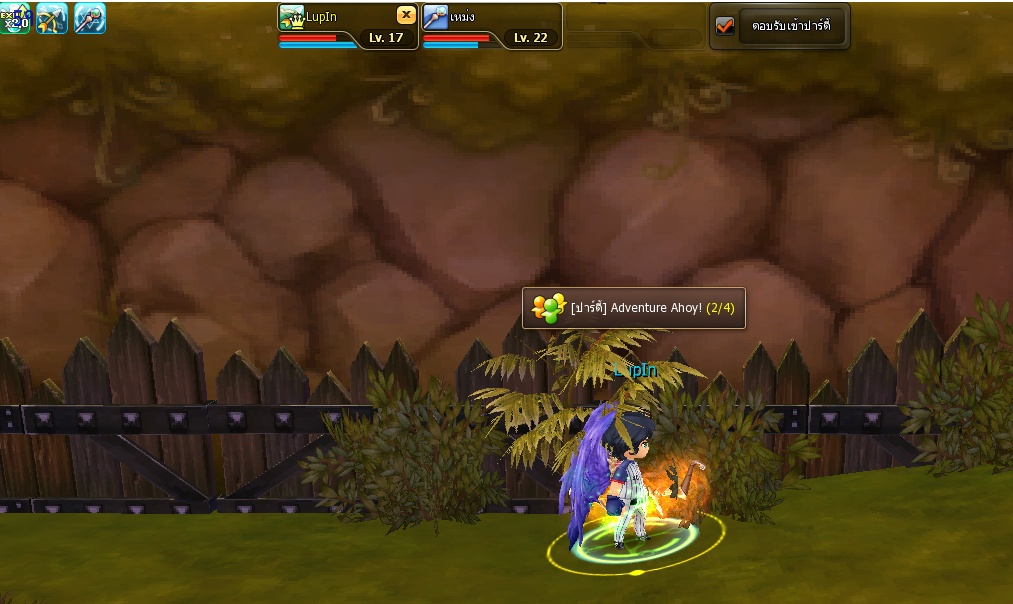 EXP
x2.0
LupIn
Lv. 17
เหม่ง
Lv. 22
ตอบรับเข้าปาร์ตี้
[ปาร์ตี้] Adventure Ahoy! (2/4)
LupIn